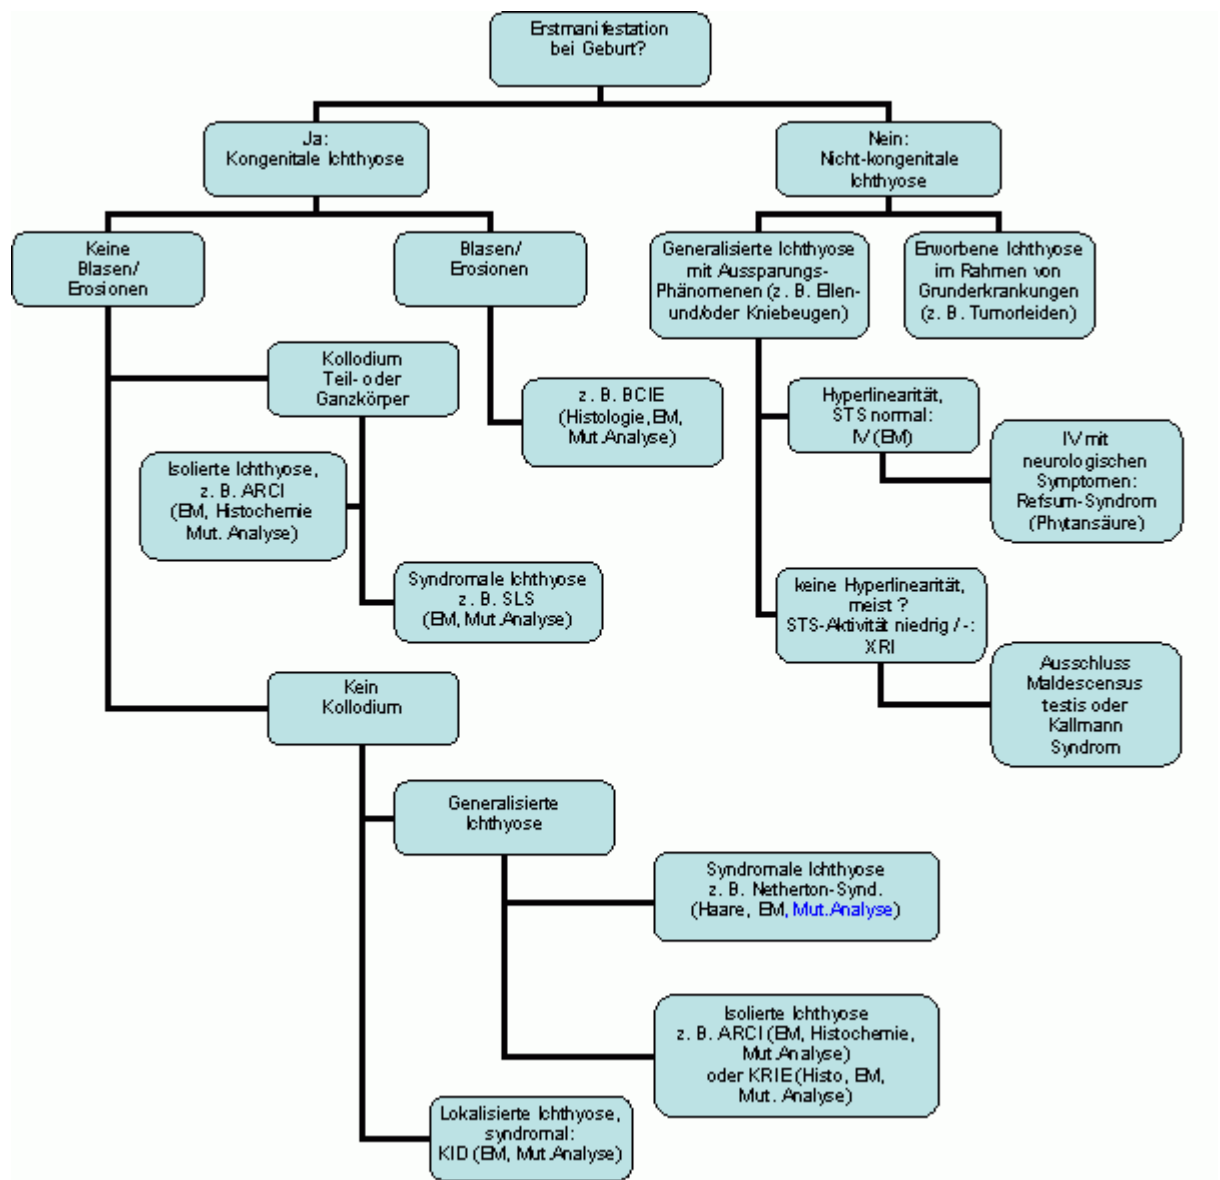 Erstmanifestation
bei Geburt?
Ja:
Kongenitale Ichthyose
Nein:
Nicht-kongenitale
Ichthyose
Keine
Blasen/
Erosionen
Blasen/
Erosionen
Generalisierte Ichthyose
mit Aussparungs-
Phänomenen (z. B. Ellen-
und/oder Kniebeugen)
Erworbene Ichthyose
im Rahmen von
Grunderkrankungen
(z. B. Tumorleiden)
Kollodium
Teil- oder
Ganzkörper
z. B. BCIE
(Histologie, EM,
Mut.Analyse)
Hyperlinearität,
STS normal:
IV (EM)
IV mit
neurologischen
Symptomen:
Refsum-Syndrom
(Phytansäure)
Isolierte Ichthyose,
z. B. ARCI
(EM, Histochemie
Mut. Analyse)
Syndromale Ichthyose
z. B. SLS
(EM, Mut.Analyse)
keine Hyperlinearität,
meist ?
STS-Aktivität niedrig / -:
XRI
Ausschluss
Maldescensus
testis oder
Kallmann
Syndrom
Kein
Kollodium
Generalisierte
Ichthyose
Syndromale Ichthyose
z. B. Netherton-Synd.
(Haare, EM, Mut.Analyse)
Isolierte Ichthyose
z. B. ARCI (EM, Histochemie,
Mut.Analyse)
oder KRIE (Histo, EM,
Mut. Analyse)
Lokalisierte Ichthyose,
syndromal:
KID (EM, Mut.Analyse)